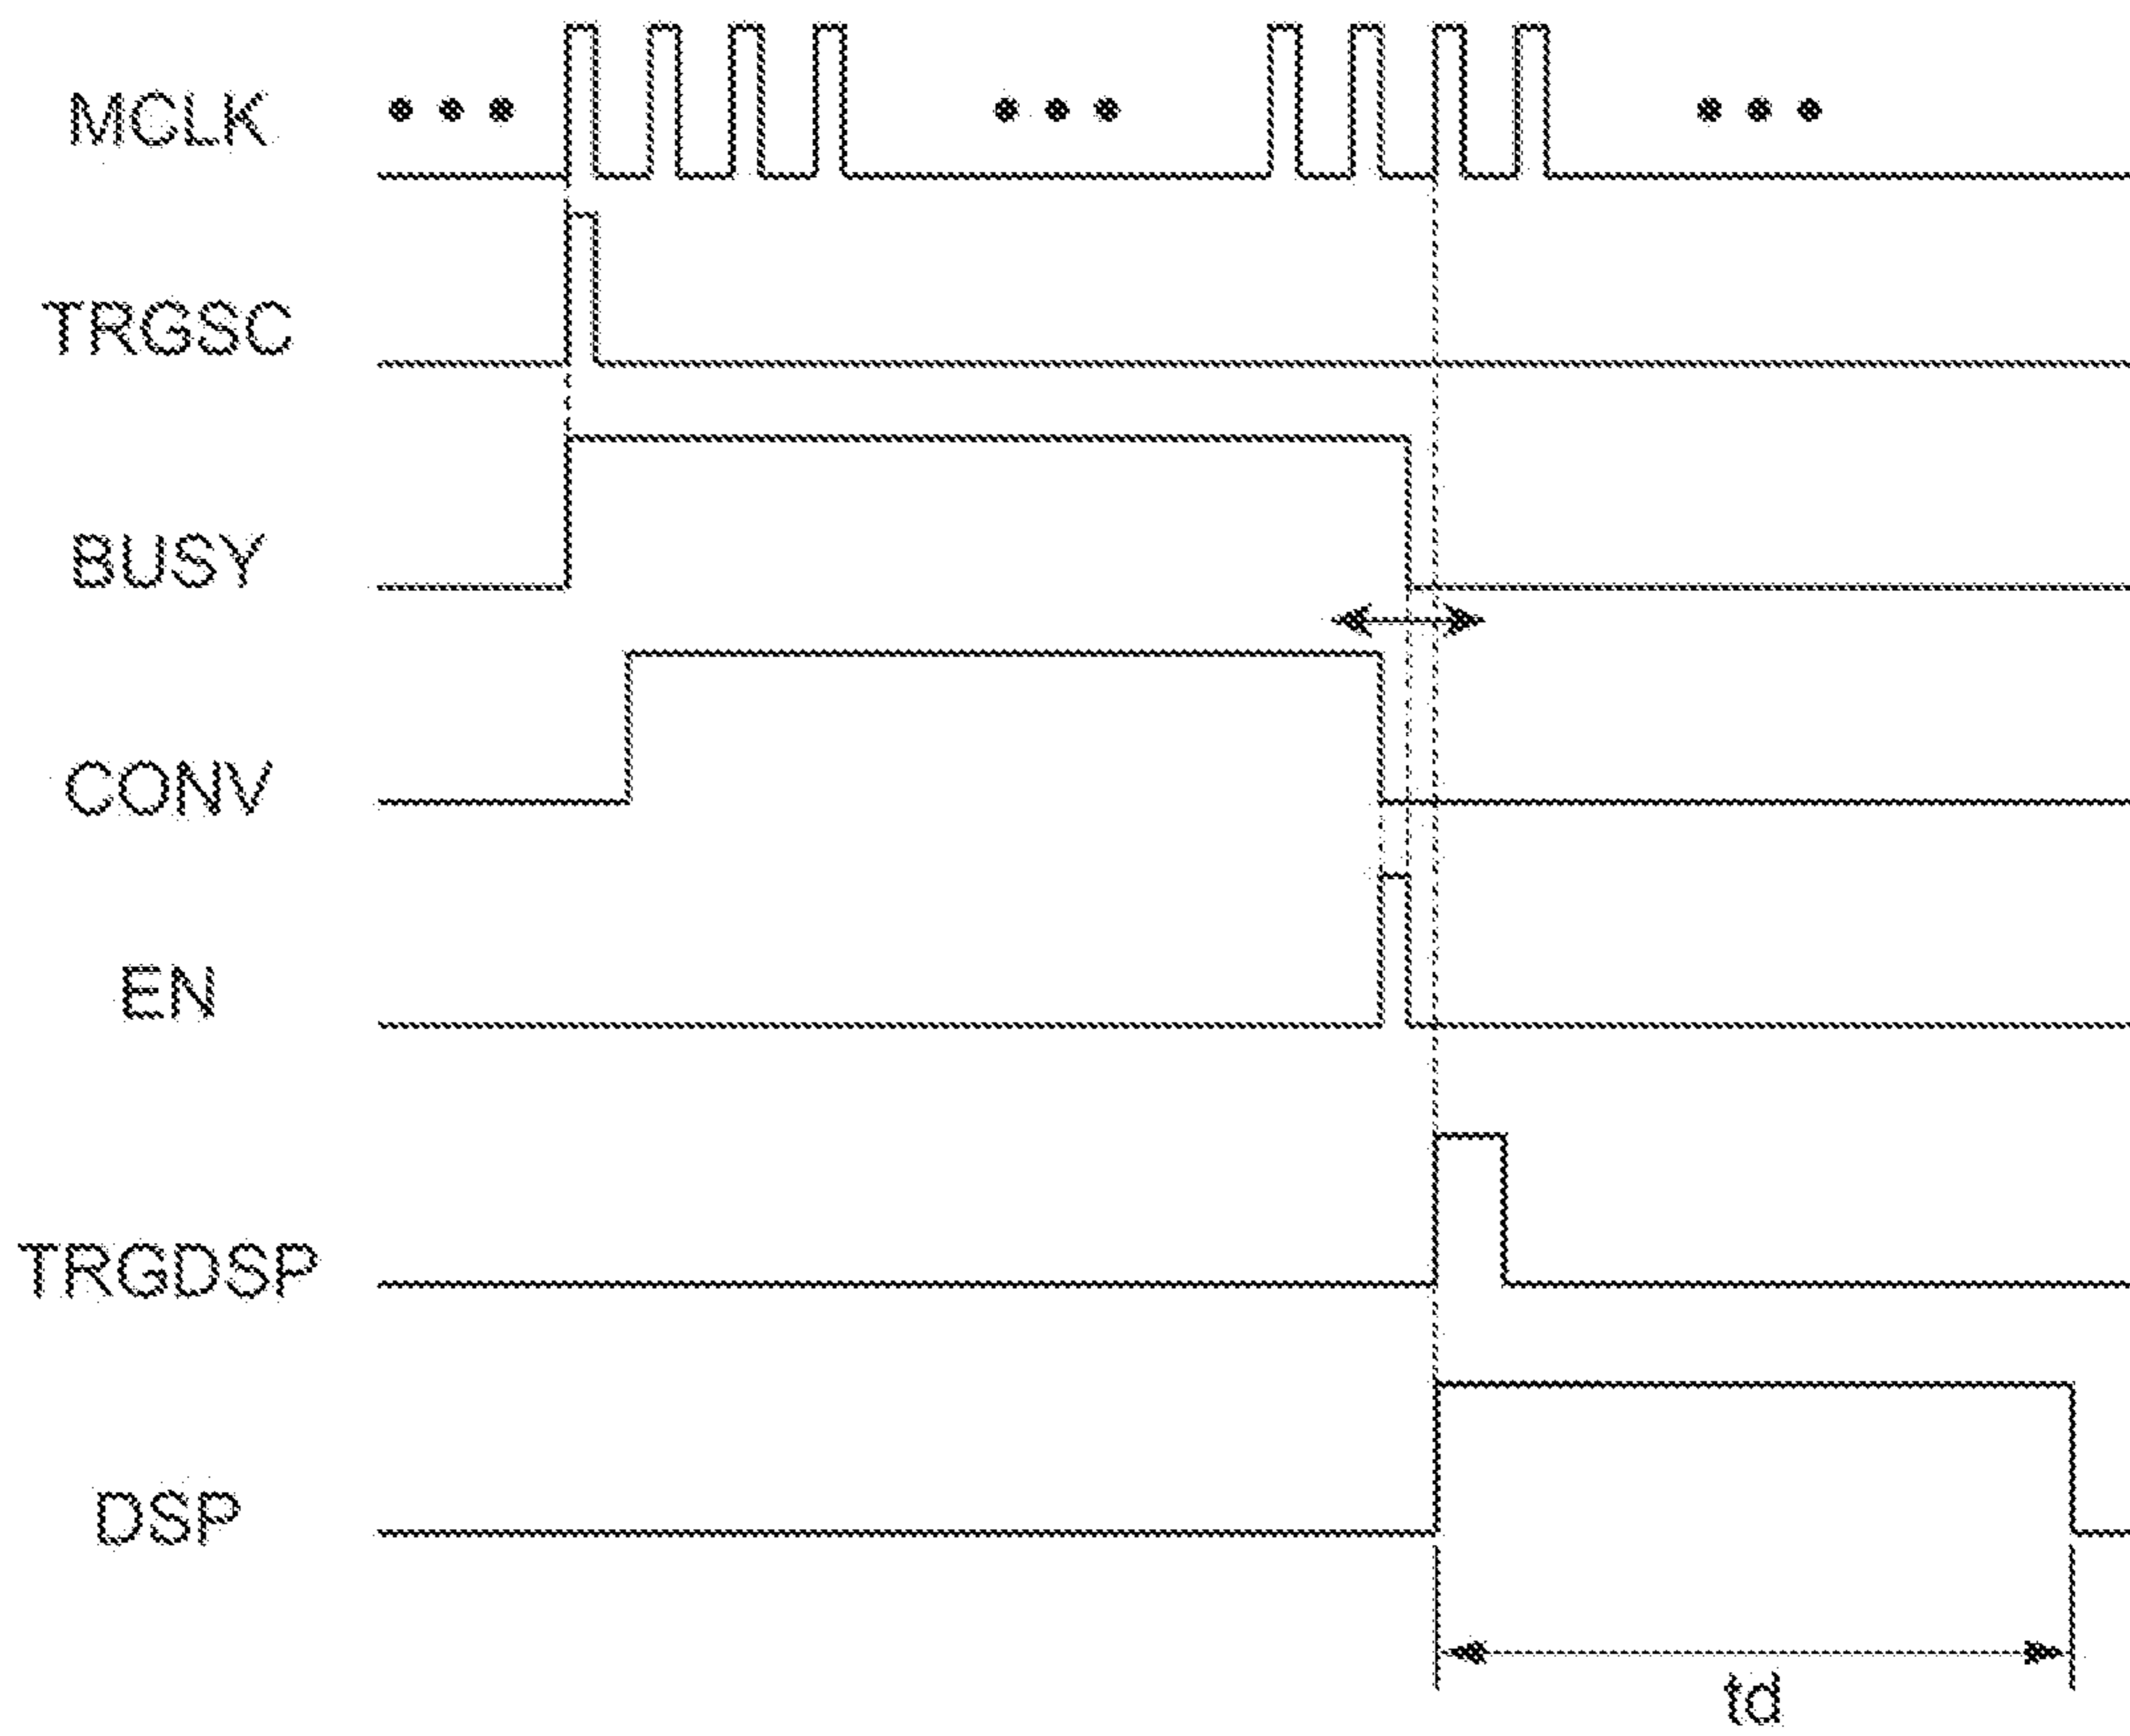 MCLK
TRGSC
BUSY
CONV
EN
TRGDSP
DSP
td